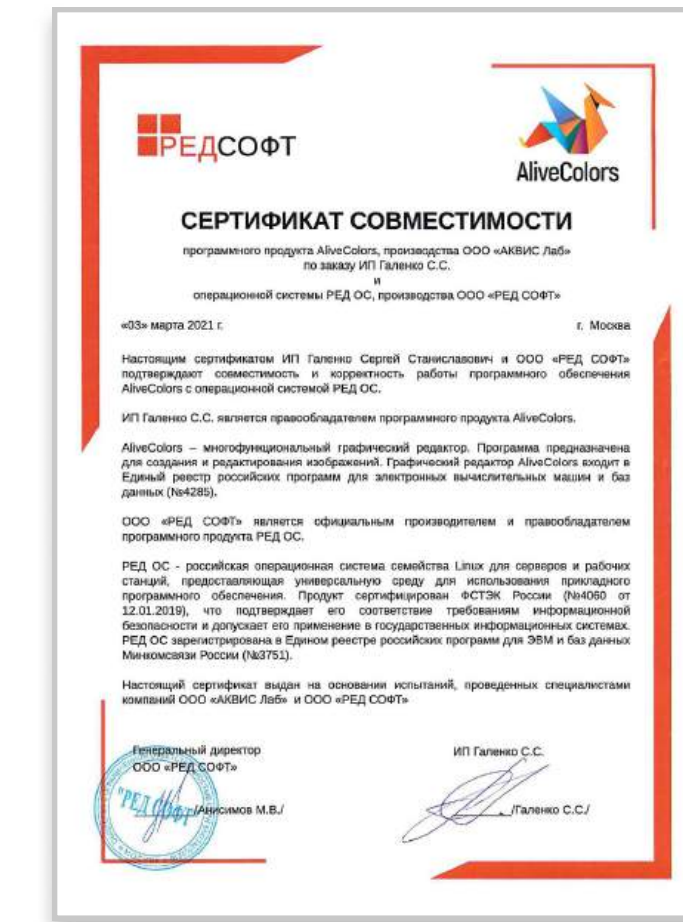 РЕДСОФТ
AliveColors
СЕРТИФИКАТ СОВМЕСТИМОСТИ
программного продукта AliveColors, производства ООО «АКВИС Лаб»
по заказу ИП Галенко С.С.
и
операционной системы РЕД ОС, производства ООО «РЕД СОФТ»
«03» марта 2021 г. г. Москва
Настоящим сертификатом ИП Галенко Сергей Станиславович и ООО «РЕД СОФТ»
подтверждают совместимость и корректность работы программного обеспечения
AliveColors с операционной системой РЕД ОС.
ИП Галенко С.С. является правообладателем программного продукта AliveColors.
AliveColors – многофункциональный графический редактор. Программа предназначена
для создания и редактирования изображений. Графический редактор AliveColors входит в
Единый реестр российских программ для электронных вычислительных машин и баз
данных (№4285).
ООО «РЕД СОФТ» является официальным производителем и правообладателем
программного продукта РЕД ОС.
РЕД ОС - российская операционная система семейства Linux для серверов и рабочих
станций, предоставляющая универсальную среду для использования прикладного
программного обеспечения. Продукт сертифицирован ФСТЭК России (№4060 от
12.01.2019), что подтверждает его соответствие требованиям информационной
безопасности и допускает его применение в государственных информационных системах.
РЕД ОС зарегистрирована в Едином реестре российских программ для ЭВМ и баз данных
Минкомсвязи России (№3751).
Настоящий сертификат выдан на основании испытаний, проведенных специалистами
компаний ООО «АКВИС Лаб» и ООО «РЕД СОФТ»
Генеральный директор ИП Галенко С.С.
ООО «РЕД СОФТ»
"РЕД СОФТ"
/Анисимов М.В./ /Галенко С.С./